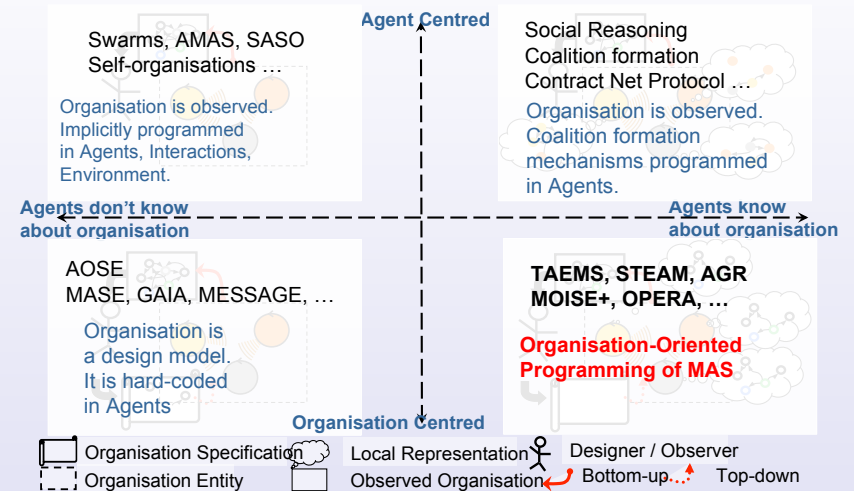 Agent Centred
Swarms, AMAS, SASO
Self-organisations …
Organisation is observed.
Implicitly programmed
in Agents, Interactions,
Environment.
Social Reasoning
Coalition formation
Contract Net Protocol …
Organisation is observed.
Coalition formation
mechanisms programmed
in Agents.
Agents don't know
about organisation
Agents know
about organisation
AOSE
MASE, GAIA, MESSAGE, …
Organisation is
a design model.
It is hard-coded
in Agents
TAEMS, STEAM, AGR
MOISE+, OPERA, …
Organisation-Oriented
Programming of MAS
Organisation Centred
Organisation Specification
Local Representation
Designer / Observer
Organisation Entity
Observed Organisation
Bottom-up
Top-down